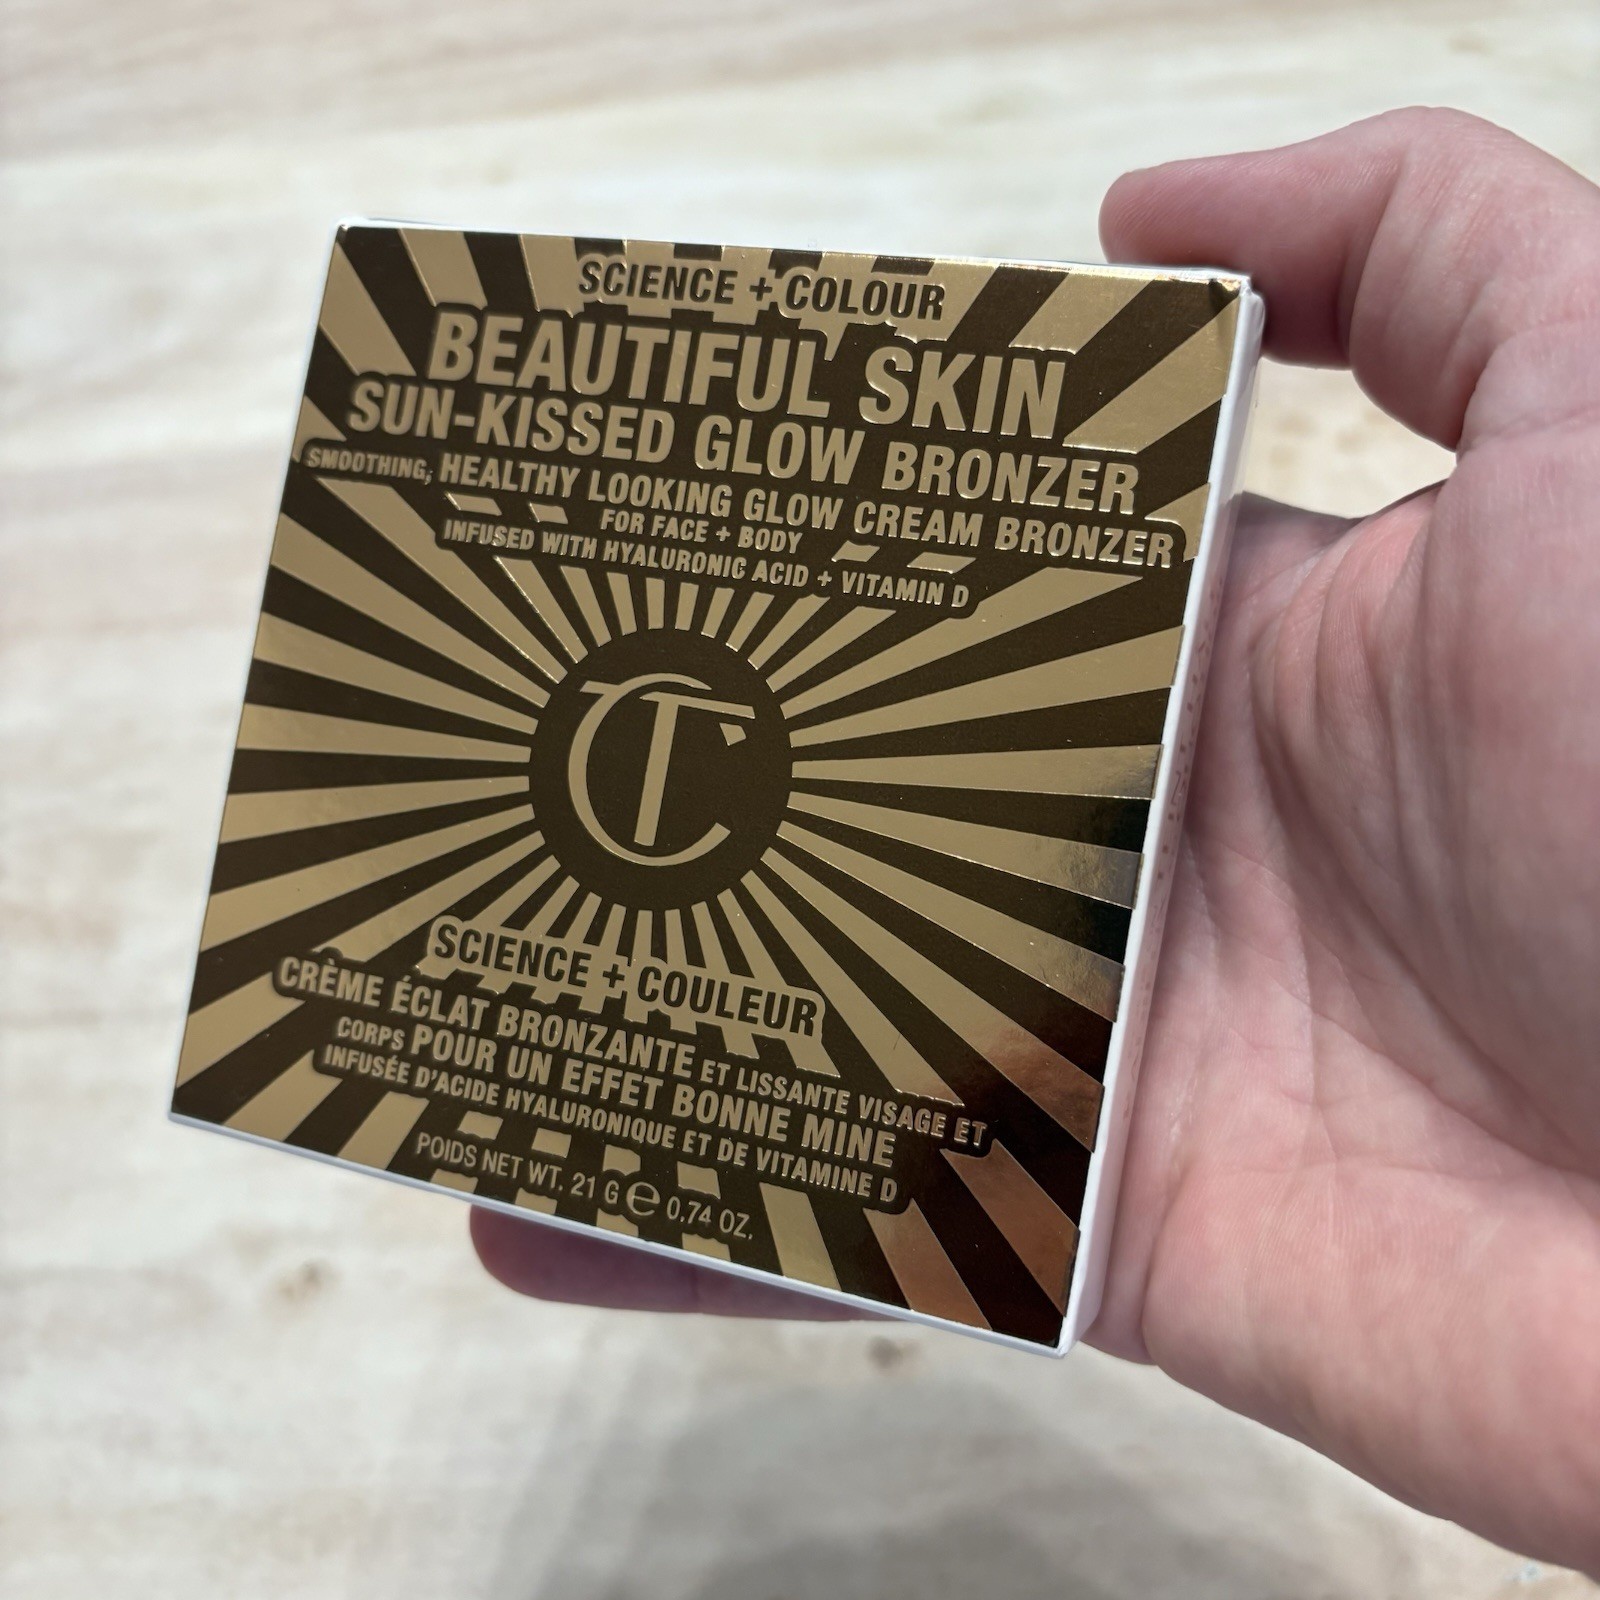 SCIENCE + COLOUR
BEAUTIFUL SKIN
SUN-KISSED GLOW BRONZER
SMOOTHING, HEALTHY LOOKING GLOW CREAM BRONZER
FOR FACE + BODY
INFUSED WITH HYALURONIC ACID + VITAMIN D
CT
SCIENCE + COULEUR
CRÈME ÉCLAT BRONZANTE ET LISSANTE VISAGE ET
CORPS POUR UN EFFET BONNE MINE
INFUSÉE D'ACIDE HYALURONIQUE ET DE VITAMINE D
POIDS NET WT. 21 G ℮ 0.74 OZ.